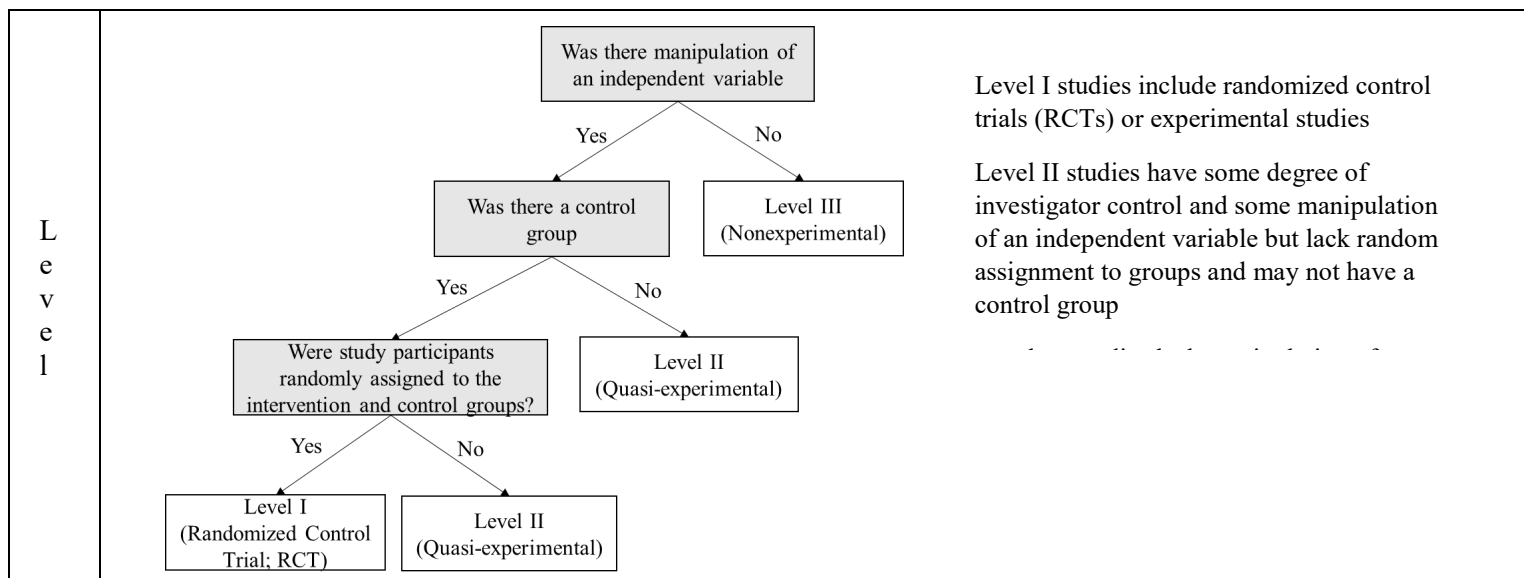 Level
Was there manipulation of
an independent variable
Yes
No
Was there a control
group
Level III
(Nonexperimental)
Yes
No
Were study participants
randomly assigned to the
intervention and control groups?
Level II
(Quasi-experimental)
Yes
No
Level I
(Randomized Control
Trial; RCT)
Level II
(Quasi-experimental)
Level I studies include randomized control
trials (RCTs) or experimental studies
Level II studies have some degree of
investigator control and some manipulation
of an independent variable but lack random
assignment to groups and may not have a
control group